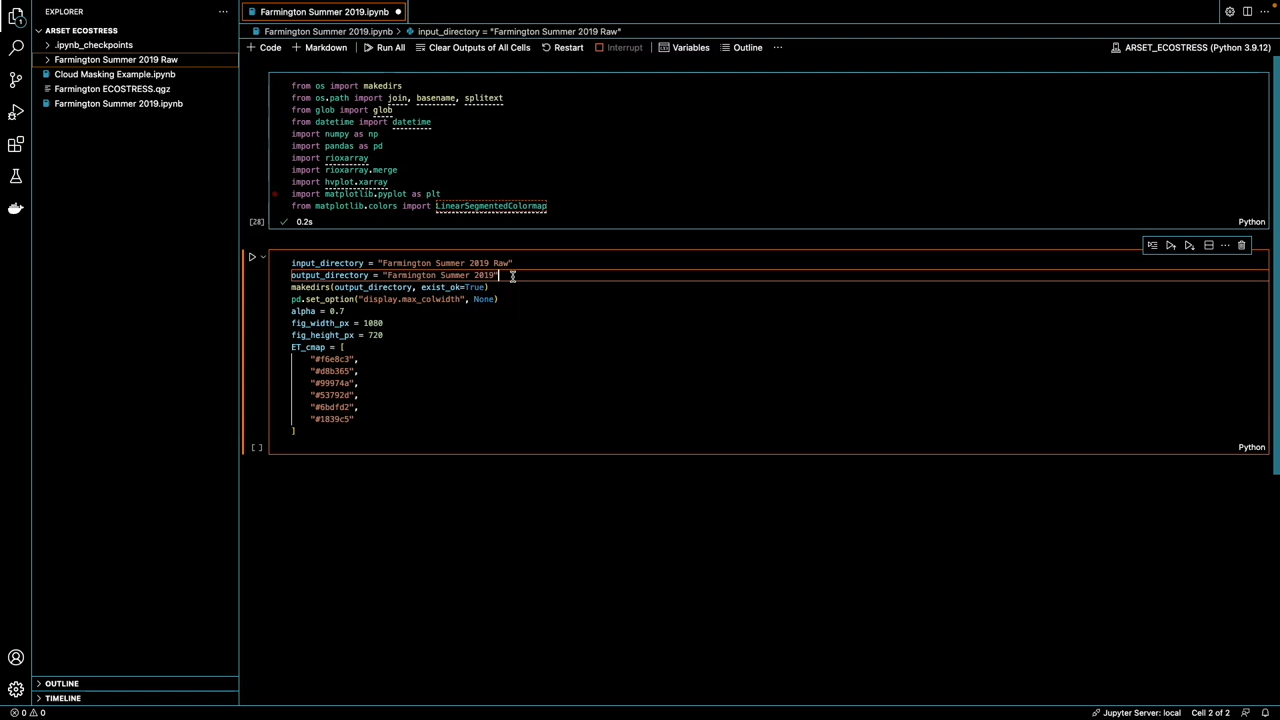 EXPLORER
ARSET ECOSTRESS
.ipynb_checkpoints
Farmington Summer 2019 Raw
Cloud Masking Example.ipynb
Farmington ECOSTRESS.qgz
Farmington Summer 2019.ipynb
OUTLINE
TIMELINE
1
Farmington Summer 2019.ipynb
Farmington Summer 2019.ipynb > input_directory = "Farmington Summer 2019 Raw"
+ Code + Markdown Run All Clear Outputs of All Cells Restart Interrupt Variables Outline ... ARSET_ECOSTRESS (Python 3.9.12)
from os import makedirs
from os.path import join, basename, splitext
from glob import glob
from datetime import datetime
import numpy as np
import pandas as pd
import rioxarray
import rioxarray.merge
import hvplot.xarray
import matplotlib.pyplot as plt
from matplotlib.colors import LinearSegmentedColormap
[28] 0.2s Python
input_directory = "Farmington Summer 2019 Raw"
output_directory = "Farmington Summer 2019"
makedirs(output_directory, exist_ok=True)
pd.set_option("display.max_colwidth", None)
alpha = 0.7
fig_width_px = 1080
fig_height_px = 720
ET_cmap = [
"#f6e8c3",
"#d8b365",
"#99974a",
"#53792d",
"#6bdfd2",
"#1839c5"
]
[ ] Python
0 0 Jupyter Server: local Cell 2 of 2